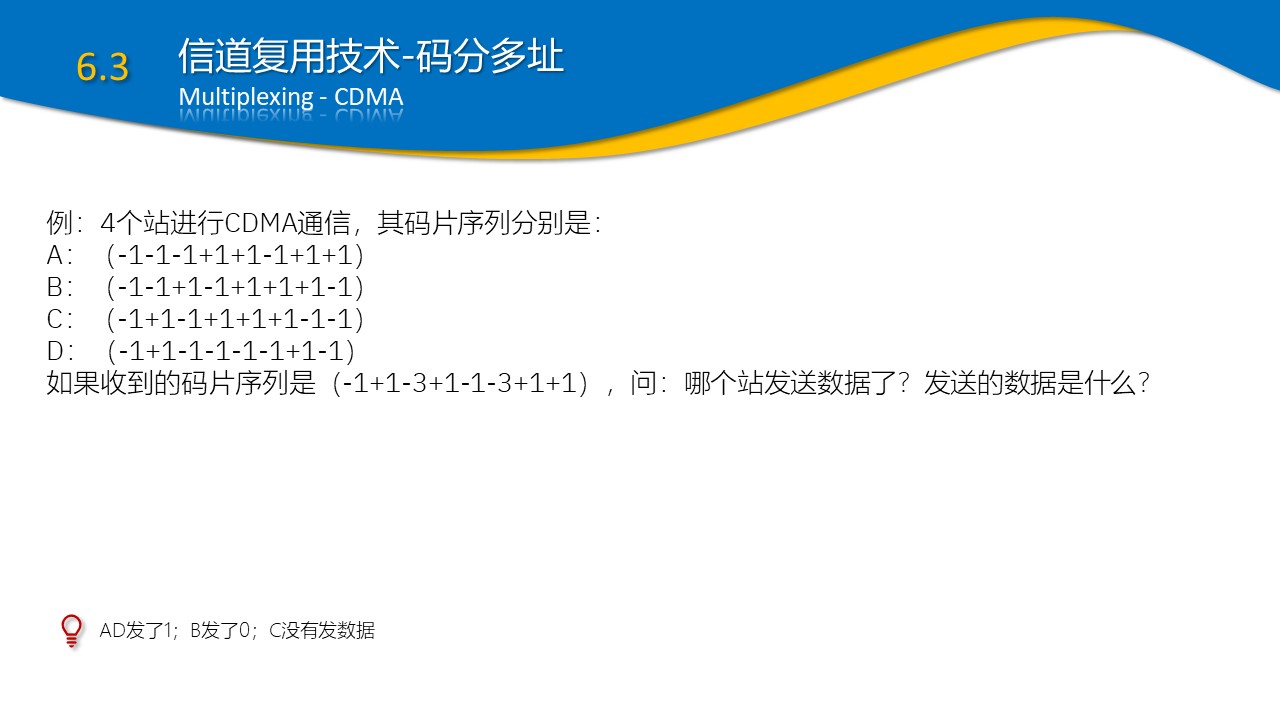 6.3
信道复用技术-码分多址
Multiplexing - CDMA
例：4个站进行CDMA通信，其码片序列分别是：
A：（-1-1-1+1+1-1+1+1）
B：（-1-1+1-1+1+1+1-1）
C：（-1+1-1+1+1+1-1-1）
D：（-1+1-1-1-1-1+1-1）
如果收到的码片序列是（-1+1-3+1-1-3+1+1），问：哪个站发送数据了？发送的数据是什么？
AD发了1；B发了0；C没有发数据